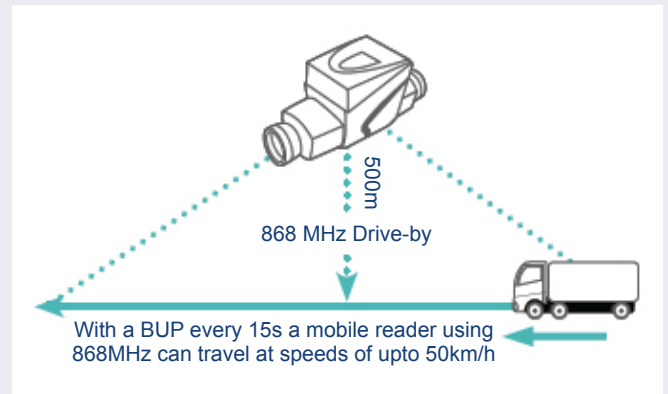 500m
868 MHz Drive-by
With a BUP every 15s a mobile reader using
868MHz can travel at speeds of upto 50km/h